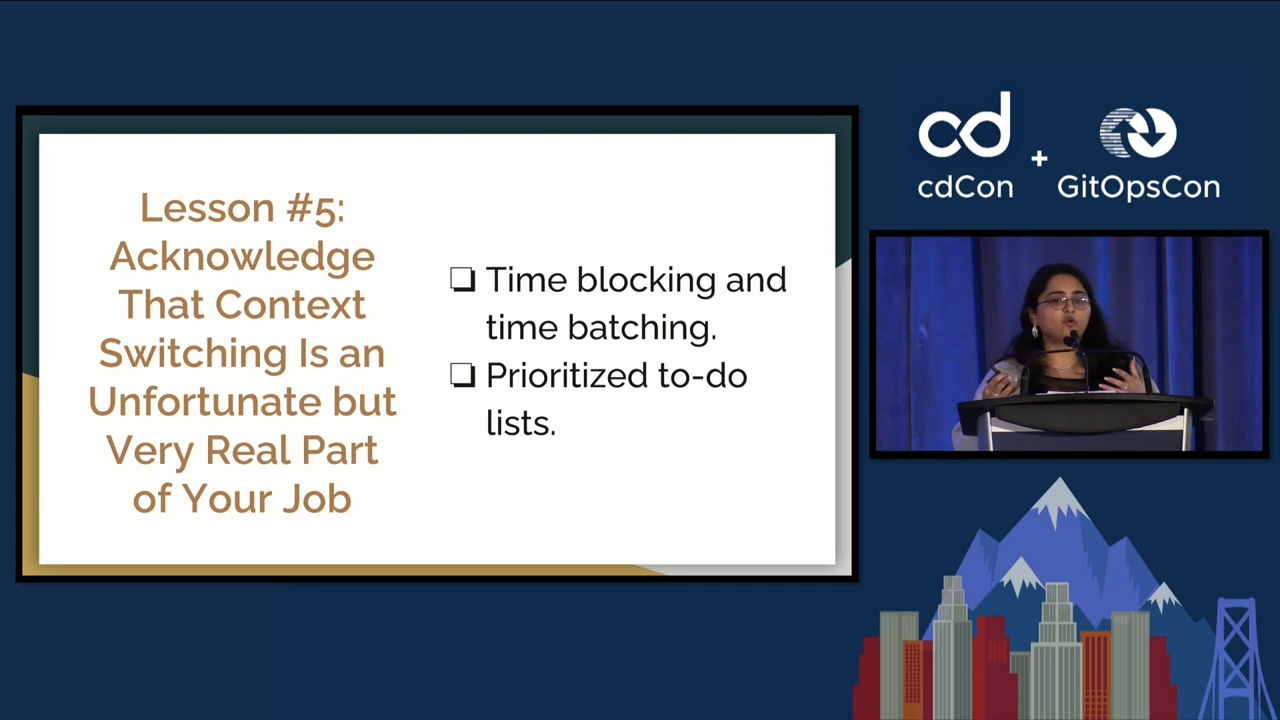 Lesson #5:
Acknowledge
That Context
Switching Is an
Unfortunate but
Very Real Part
of Your Job
❏ Time blocking and
time batching.
❏ Prioritized to-do
lists.
cd
cdCon
+
GitOpsCon